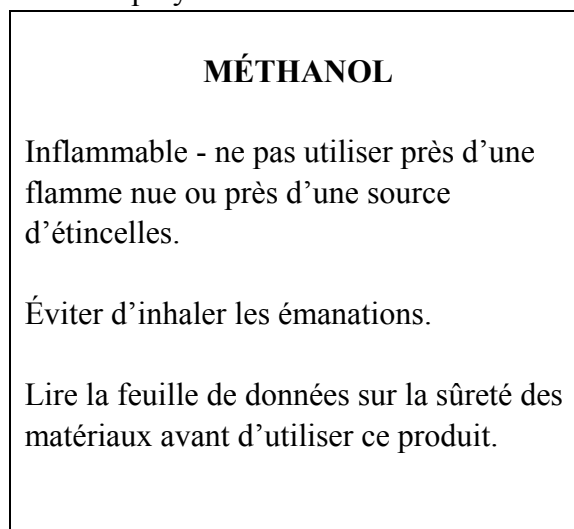 MÉTHANOL
Inflammable - ne pas utiliser près d’une
flamme nue ou près d’une source
d’étincelles.
Éviter d’inhaler les émanations.
Lire la feuille de données sur la sûreté des
matériaux avant d’utiliser ce produit.